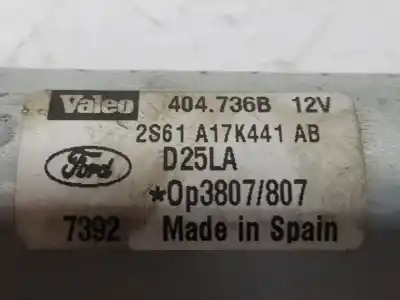 Valeo 404.736B 12V
2S61 A17K441 AB
Ford D25LA
*Op3807/807
7392 Made in Spain